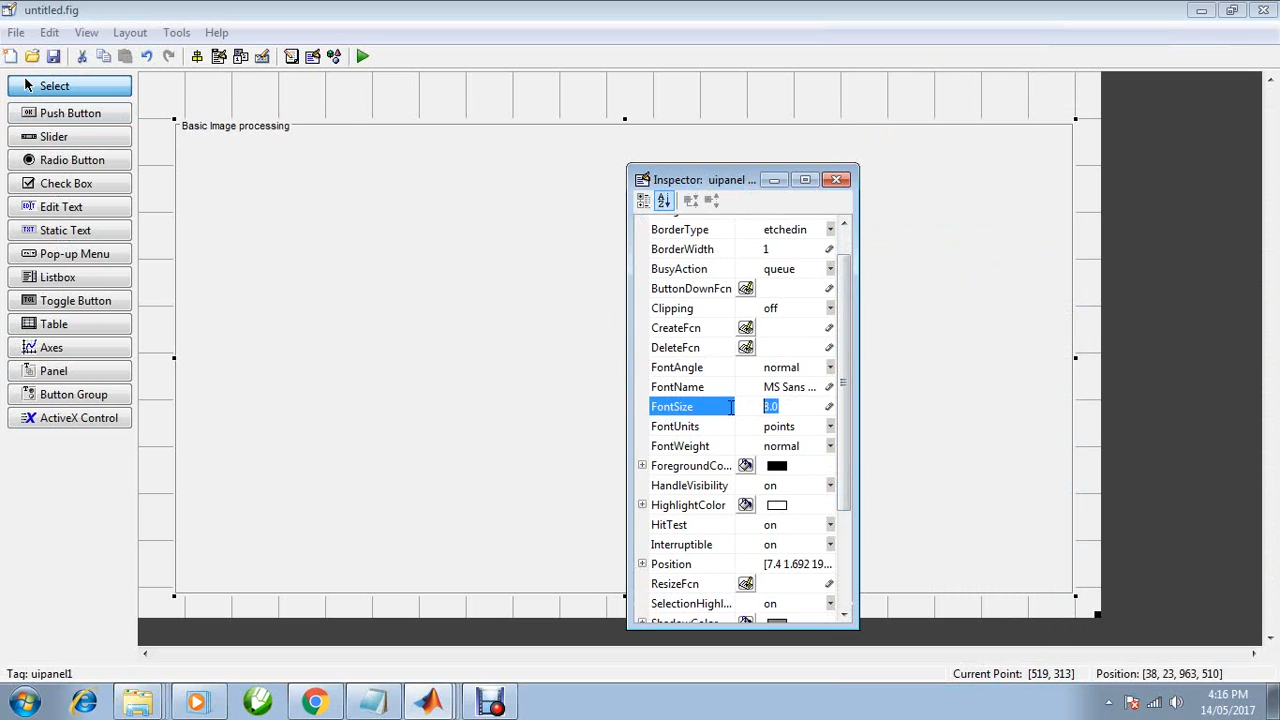 untitled.fig
File Edit View Layout Tools Help
Select
Push Button
Slider
Radio Button
Check Box
Edit Text
Static Text
Pop-up Menu
Listbox
Toggle Button
Table
Axes
Panel
Button Group
ActiveX Control
Basic Image processing
Inspector: uipanel ...
BorderType etchedin
BorderWidth 1
BusyAction queue
ButtonDownFcn
Clipping off
CreateFcn
DeleteFcn
FontAngle normal
FontName MS Sans ...
FontSize 8.0
FontUnits points
FontWeight normal
ForegroundCo...
HandleVisibility on
HighlightColor
HitTest on
Interruptible on
Position [7.4 1.692 19...
ResizeFcn
SelectionHighl... on
ShadowColor
Tag: uipanel1
Current Point: [519, 313] Position: [38, 23, 963, 510]
4:16 PM
14/05/2017